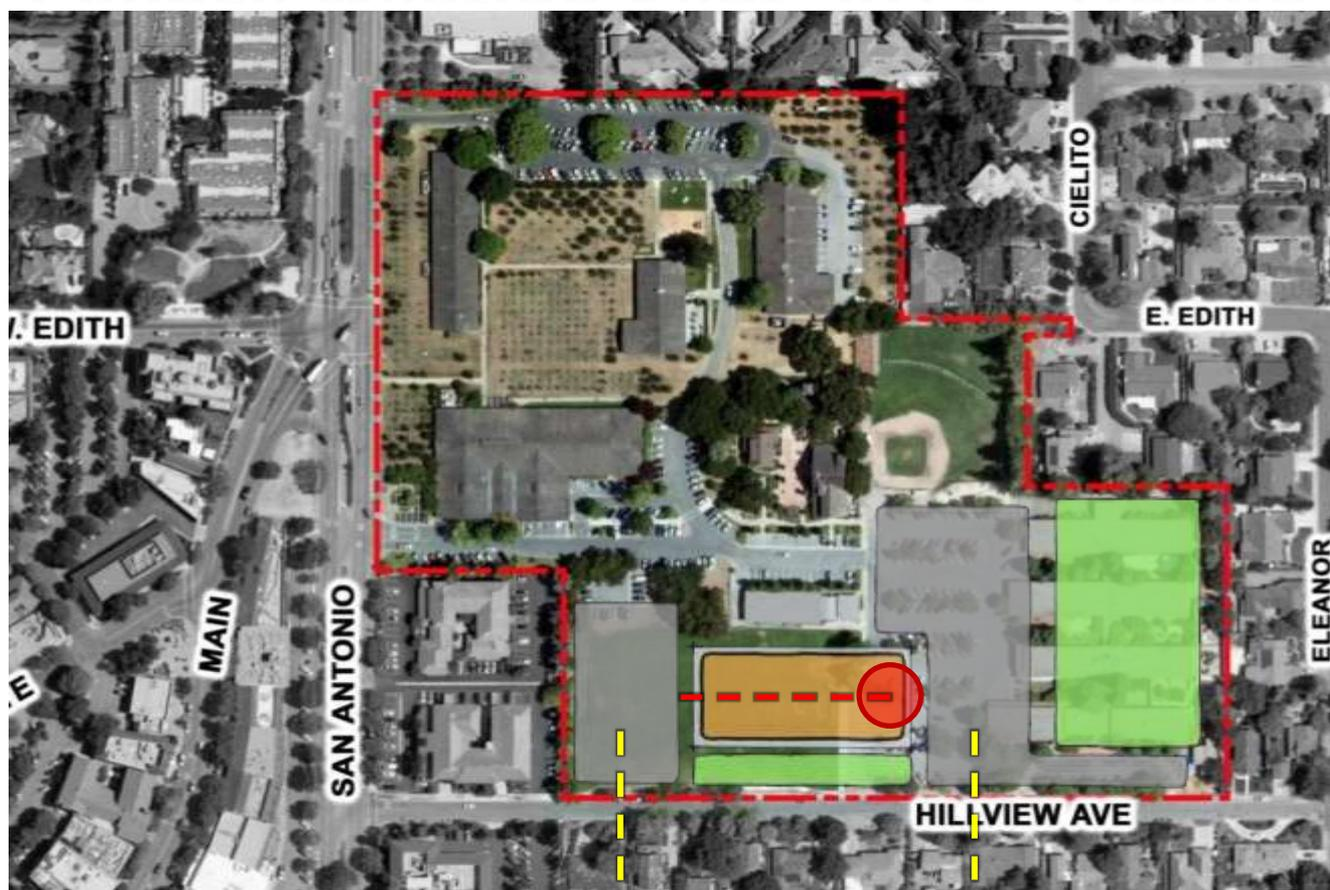 CIELITO
. EDITH
E. EDITH
MAIN
SAN ANTONIO
ELEANOR
E
HILLVIEW AVE